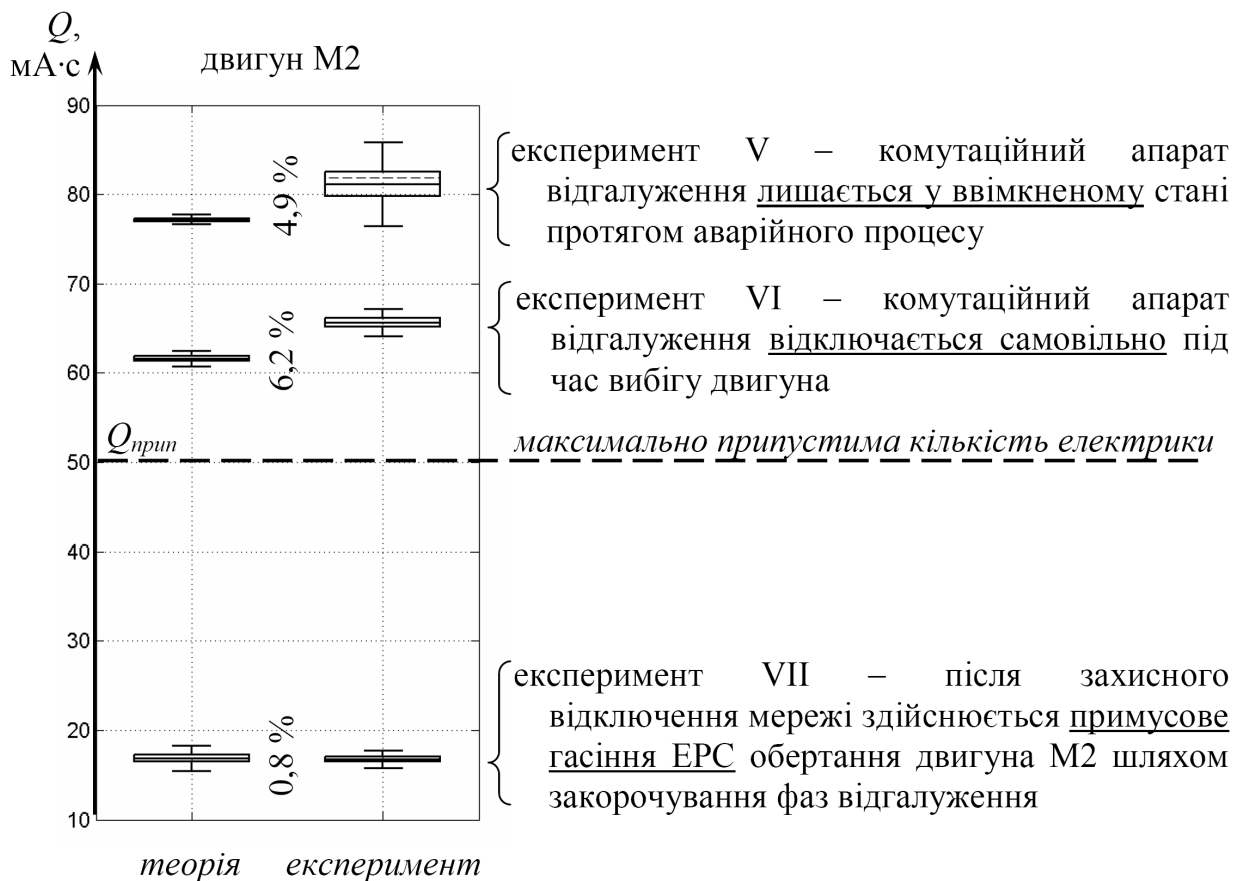 Q,
мА·с
двигун М2
90
80
70
60
50
40
30
20
10
4,9 %
6,2 %
0,8 %
Qприп
експеримент V – комутаційний апарат
відгалуження лишається у ввімкненому стані
протягом аварійного процесу
експеримент VI – комутаційний апарат
відгалуження відключається самовільно під
час вибігу двигуна
максимально припустима кількість електрики
експеримент VII – після захисного
відключення мережі здійснюється примусове
гасіння ЕРС обертання двигуна М2 шляхом
закорочування фаз відгалуження
теорія експеримент